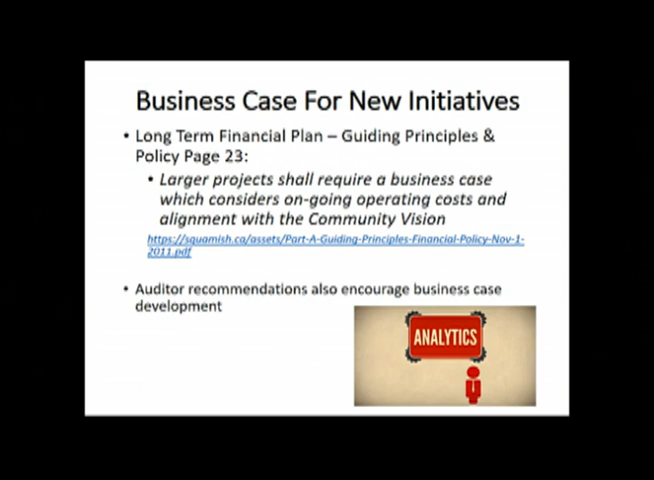 Business Case For New Initiatives
• Long Term Financial Plan – Guiding Principles &
Policy Page 23:
• Larger projects shall require a business case
which considers on-going operating costs and
alignment with the Community Vision
https://squamish.ca/assets/Part-A-Guiding-Principles-Financial-Policy-Nov-1-
2011.pdf
• Auditor recommendations also encourage business case
development
ANALYTICS